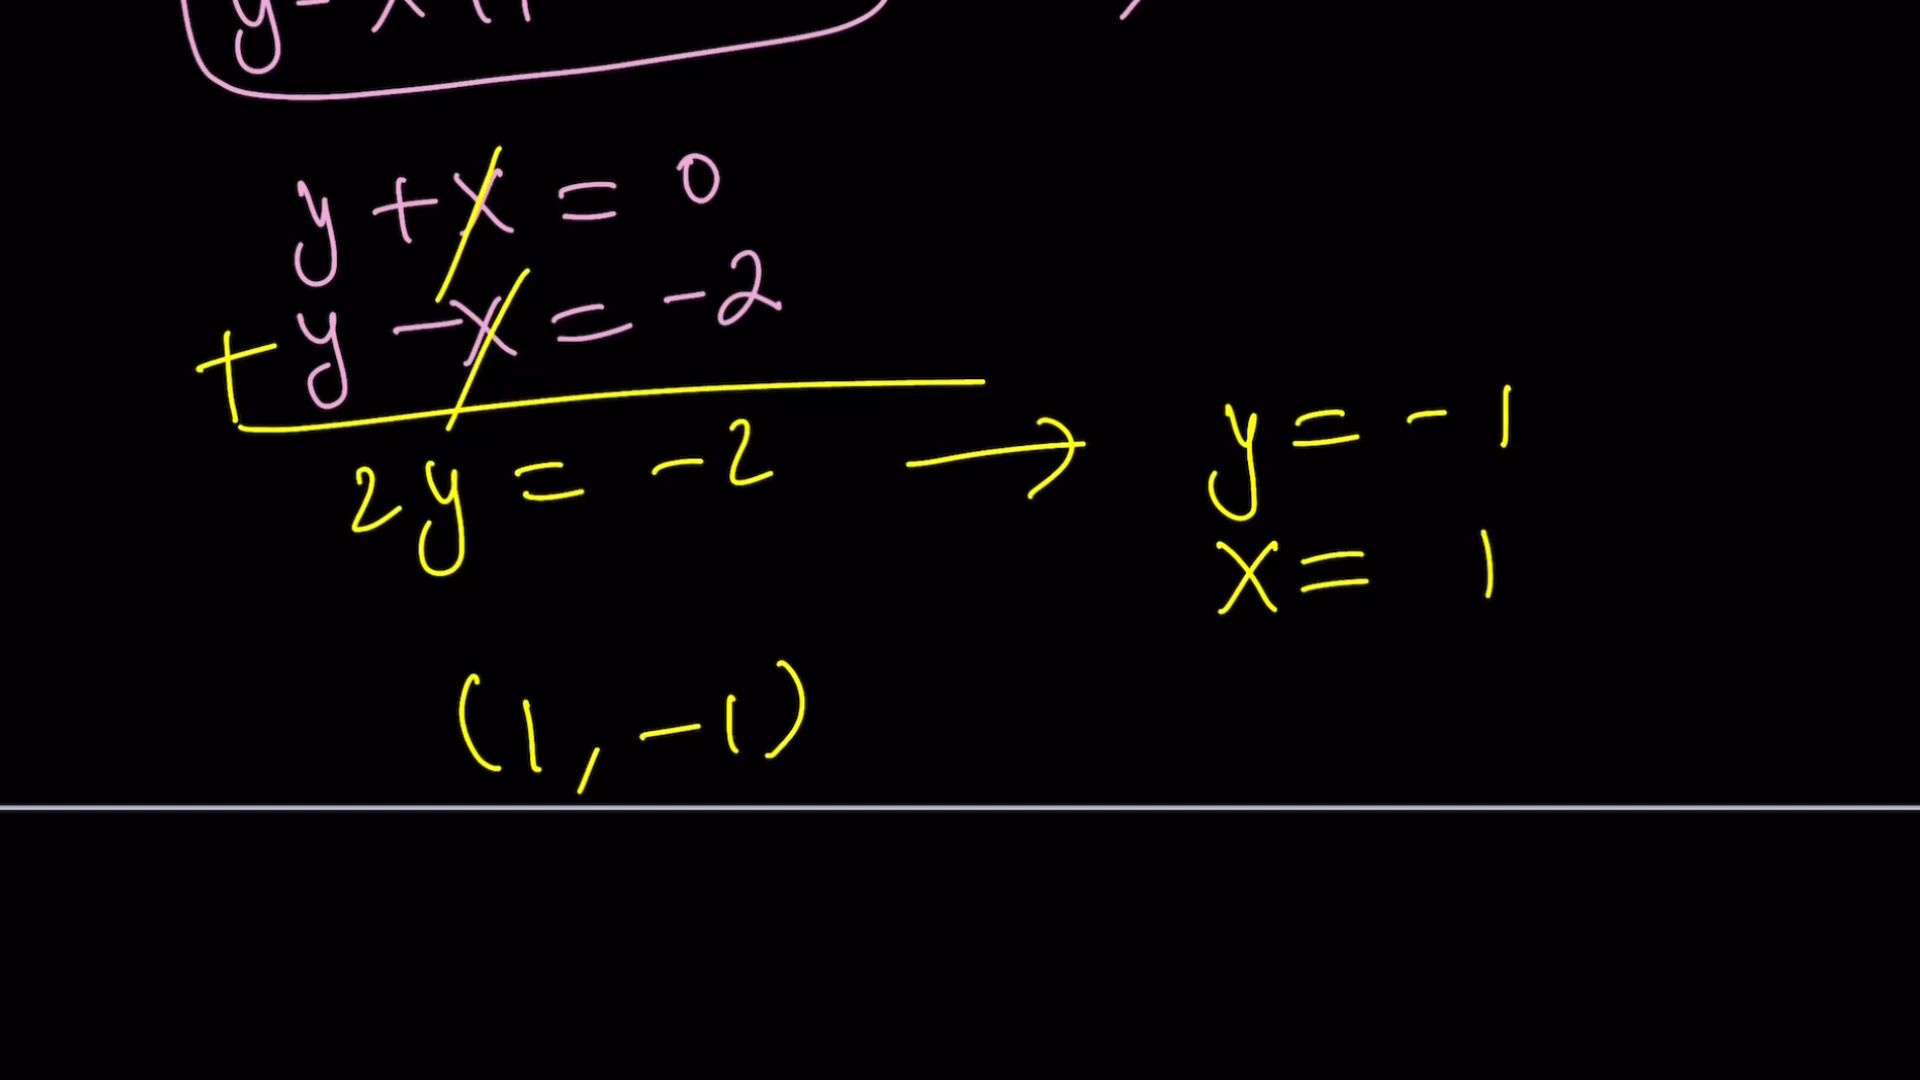 y + x = 0
y - x = -2
+
2y = -2 → y = -1
x = 1
(1, -1)